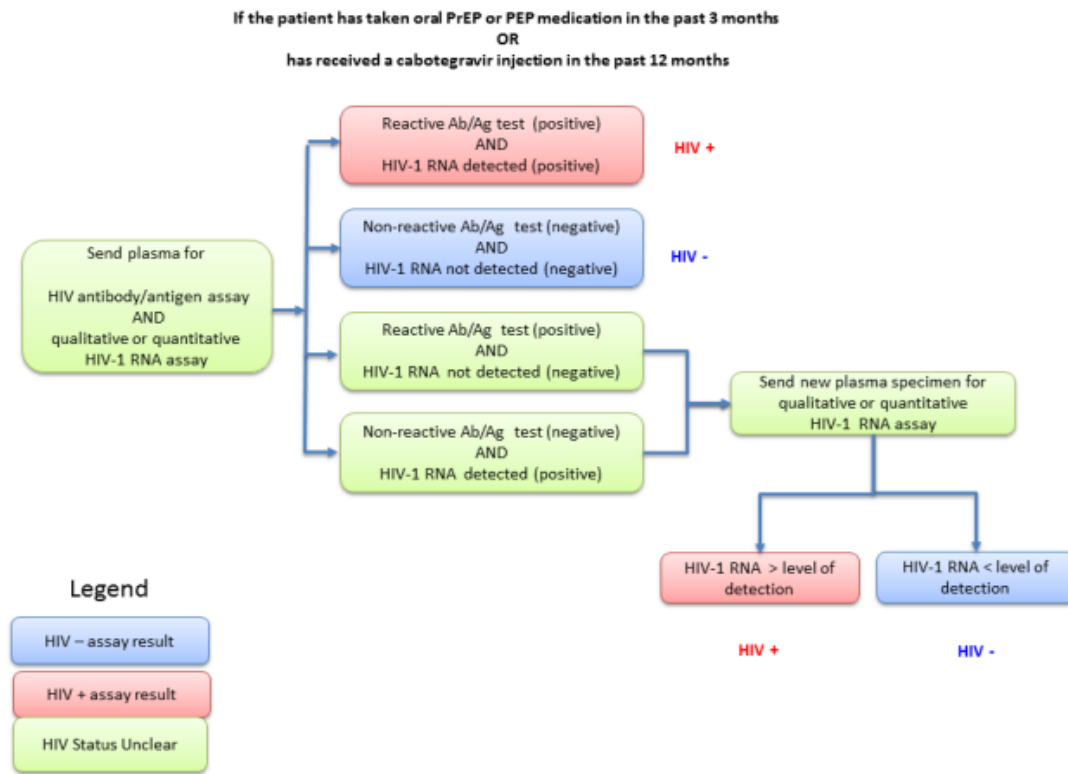 If the patient has taken oral PrEP or PEP medication in the past 3 months
OR
has received a cabotegravir injection in the past 12 months
Send plasma for
HIV antibody/antigen assay
AND
qualitative or quantitative
HIV-1 RNA assay
Reactive Ab/Ag test (positive)
AND
HIV-1 RNA detected (positive)
HIV +
Non-reactive Ab/Ag test (negative)
AND
HIV-1 RNA not detected (negative)
HIV -
Reactive Ab/Ag test (positive)
AND
HIV-1 RNA not detected (negative)
Non-reactive Ab/Ag test (negative)
AND
HIV-1 RNA detected (positive)
Send new plasma specimen for
qualitative or quantitative
HIV-1 RNA assay
HIV-1 RNA > level of
detection
HIV +
HIV-1 RNA < level of
detection
HIV -
Legend
HIV – assay result
HIV + assay result
HIV Status Unclear